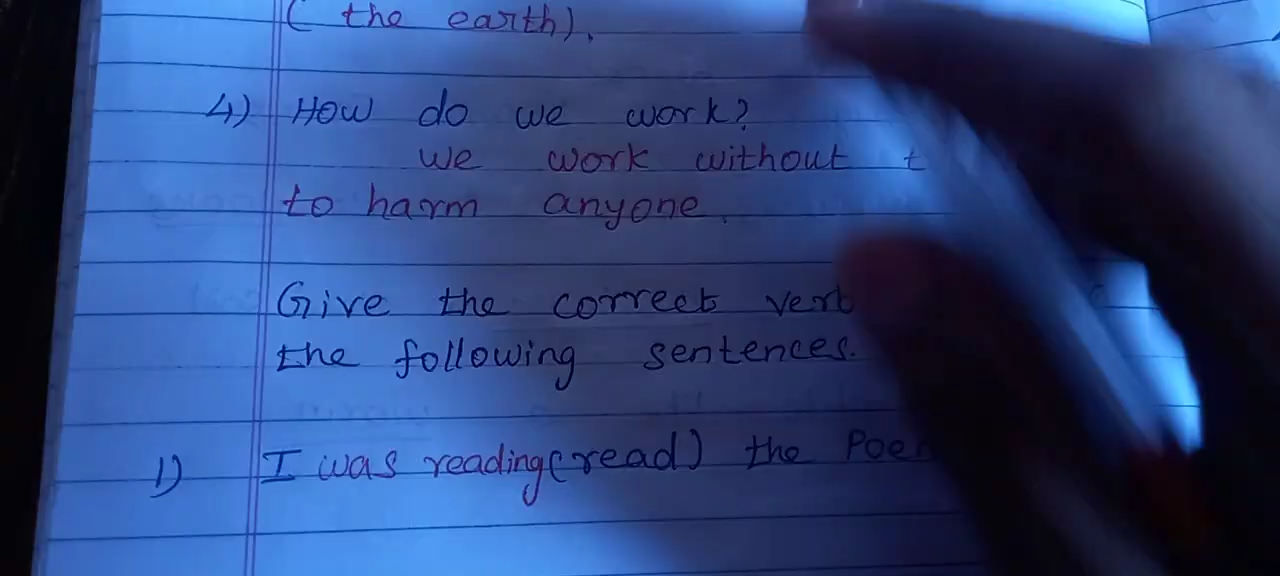 ( the earth).
4) How do we work?
we work without
to harm anyone.
Give the correct
the following sentences.
1) I was reading(read) the